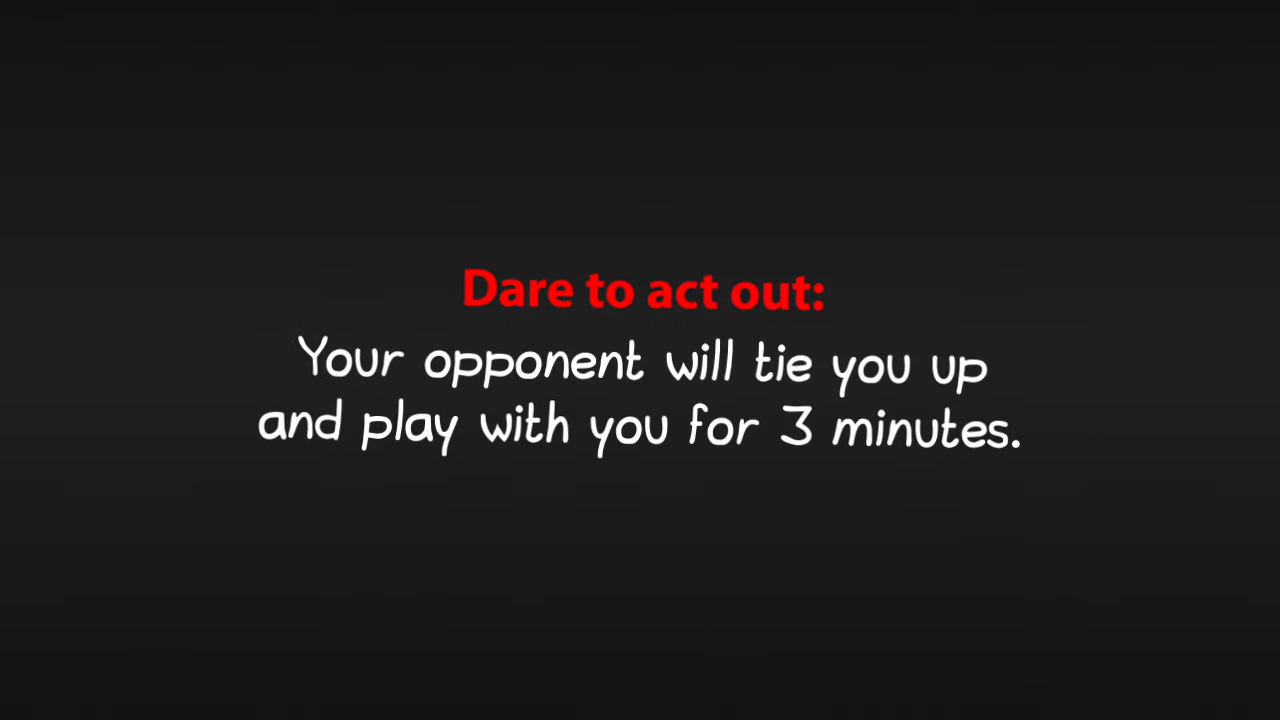 Dare to act out:
Your opponent will tie you up
and play with you for 3 minutes.